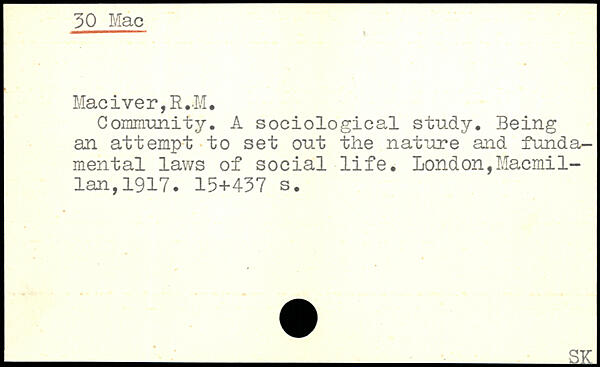 30 Mac
Maciver,R.M.
Community. A sociological study. Being
an attempt to set out the nature and funda-
mental laws of social life. London,Macmil-
lan,1917. 15+437 s.
SK